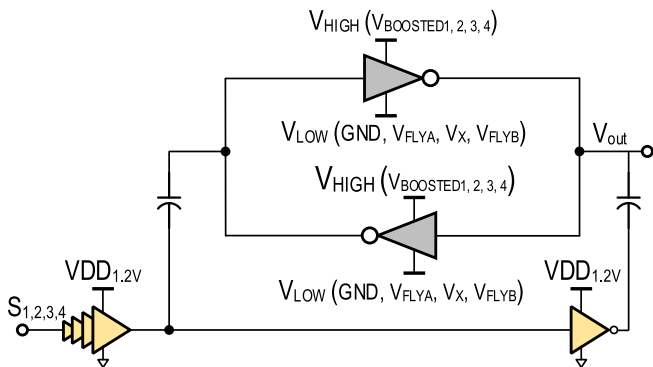 VHIGH (VBOOSTED1, 2, 3, 4)
VLOW (GND, VFLYA, VX, VFLYB)
Vout
VHIGH (VBOOSTED1, 2, 3, 4)
VDD1.2V
VLOW (GND, VFLYA, VX, VFLYB)
VDD1.2V
S1,2,3,4